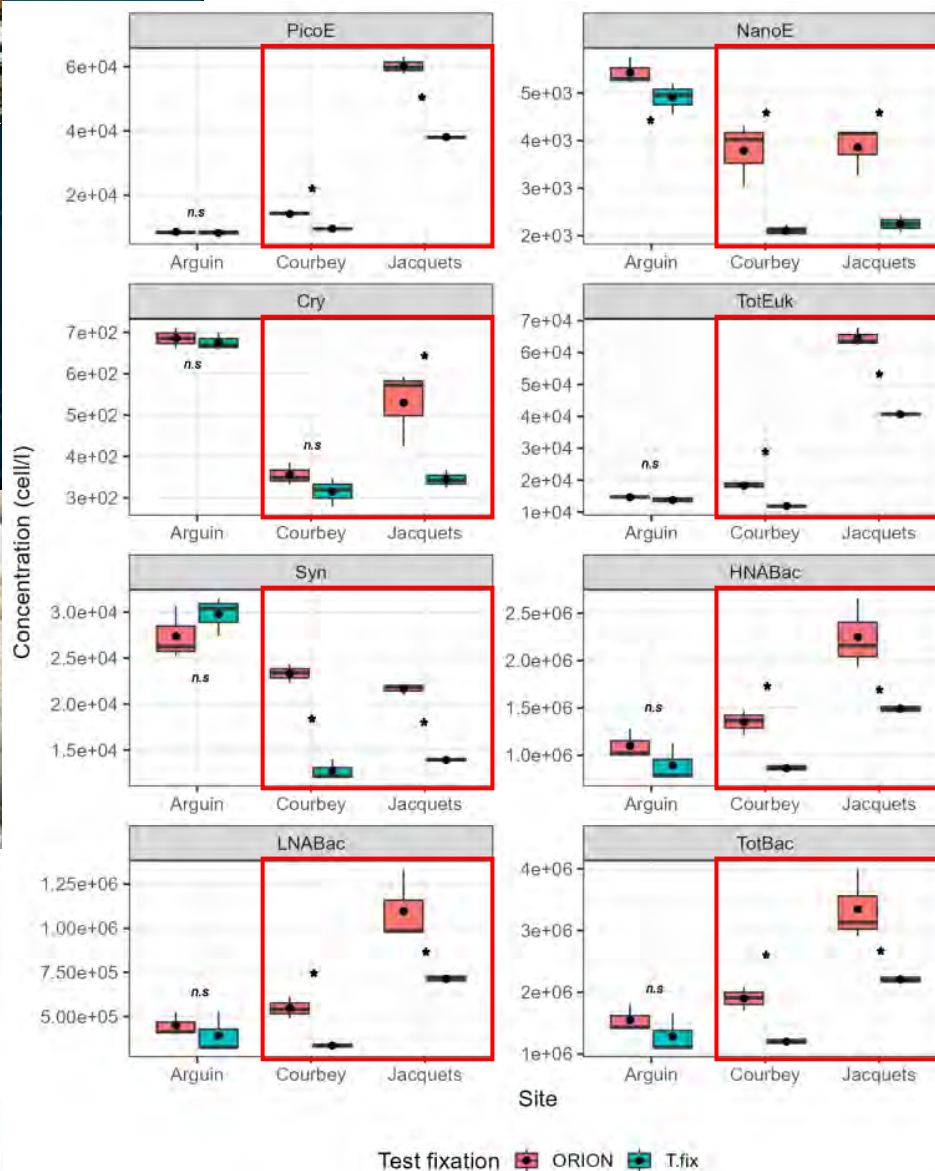 PicoE
NanoE
6e+04
4e+04
2e+04
n.s
*
*
Arguin
Courbey
Jacquets
5e+03
4e+03
3e+03
2e+03
*
*
*
Arguin
Courbey
Jacquets
Cry
TotEuk
7e+02
6e+02
5e+02
4e+02
3e+02
n.s
n.s
*
Arguin
Courbey
Jacquets
7e+04
6e+04
5e+04
4e+04
3e+04
2e+04
1e+04
n.s
*
*
Arguin
Courbey
Jacquets
Concentration (cell/l)
Syn
HNABac
3.0e+04
2.5e+04
2.0e+04
1.5e+04
n.s
*
*
Arguin
Courbey
Jacquets
2.5e+06
2.0e+06
1.5e+06
1.0e+06
n.s
*
*
Arguin
Courbey
Jacquets
LNABac
TotBac
1.25e+06
1.00e+06
7.50e+05
5.00e+05
n.s
*
*
Arguin
Courbey
Jacquets
4e+06
3e+06
2e+06
1e+06
n.s
*
*
Arguin
Courbey
Jacquets
Site
Test fixation ORION T.fix